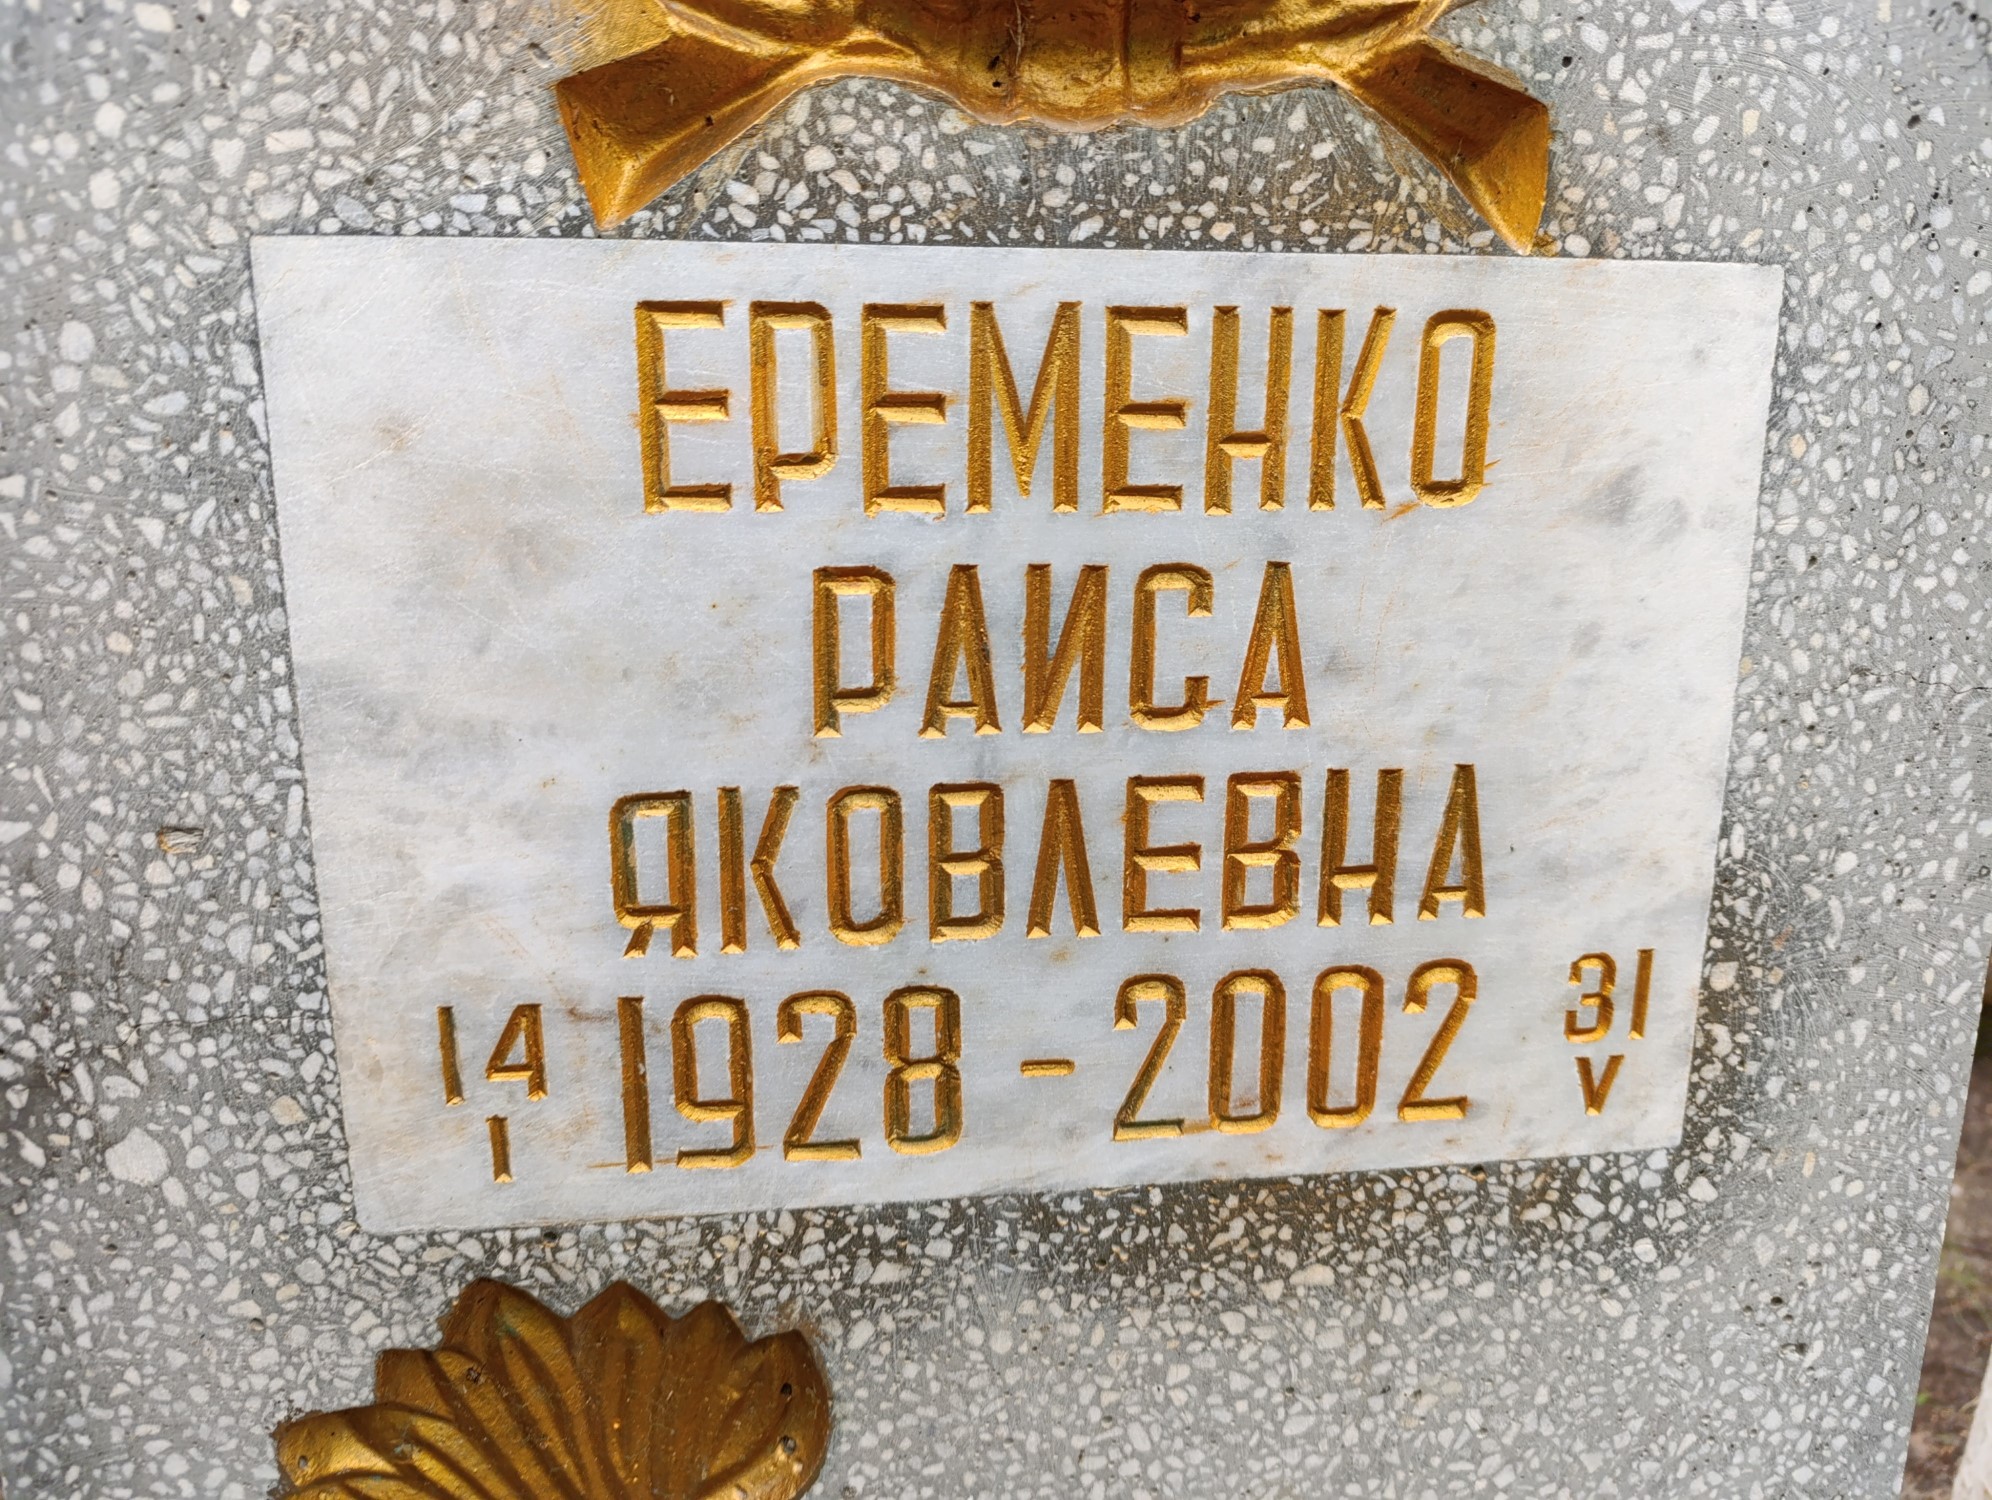 ЕРЕМЕНКО
РАИСА
ЯКОВЛЕВНА
14 1928 - 2002 31
I V